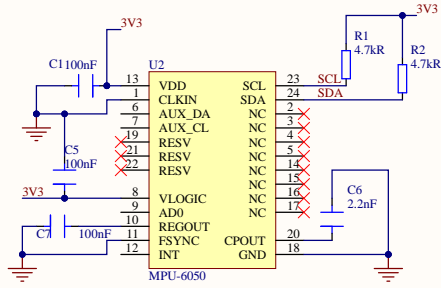 3V3
3V3
C1 100nF
U2
R1
4.7kR
R2
4.7kR
13 VDD SCL 23 SCL
1 CLKIN SDA 24 SDA
6 AUX_DA NC 2
7 AUX_CL NC 3
19 RESV NC 4
21 RESV NC 5
22 RESV NC 14
NC 15
C5
100nF
3V3
8 VLOGIC NC 16
9 AD0 NC 17
C6
2.2nF
10 REGOUT
C7 100nF
11 FSYNC CPOUT 20
12 INT GND 18
MPU-6050